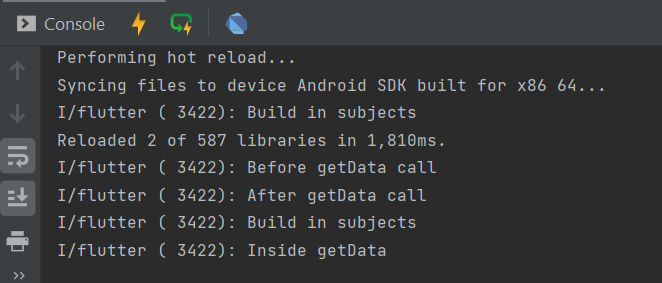 Console
Performing hot reload...
Syncing files to device Android SDK built for x86 64...
I/flutter ( 3422): Build in subjects
Reloaded 2 of 587 libraries in 1,810ms.
I/flutter ( 3422): Before getData call
I/flutter ( 3422): After getData call
I/flutter ( 3422): Build in subjects
I/flutter ( 3422): Inside getData